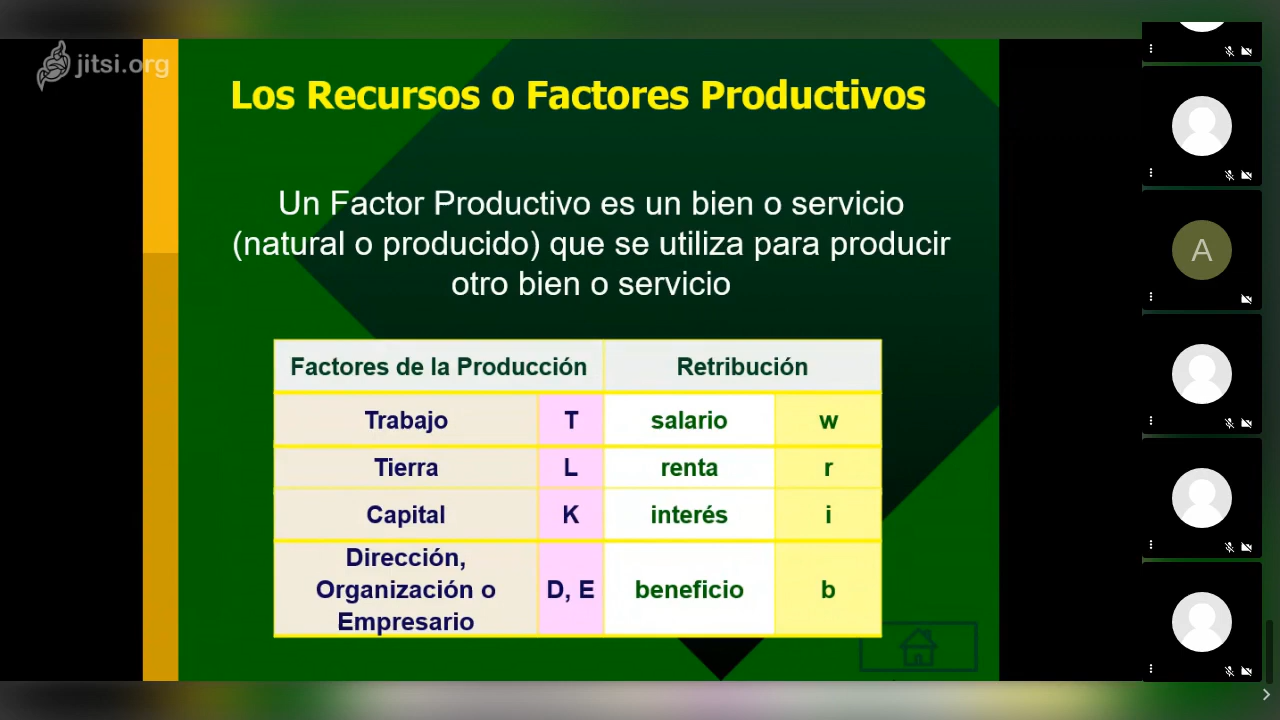 jitsi.org
Los Recursos o Factores Productivos
Un Factor Productivo es un bien o servicio
(natural o producido) que se utiliza para producir
otro bien o servicio
Factores de la Producción Retribución
Trabajo T salario w
Tierra L renta r
Capital K interés i
Dirección,
Organización o
Empresario
D, E beneficio b
A